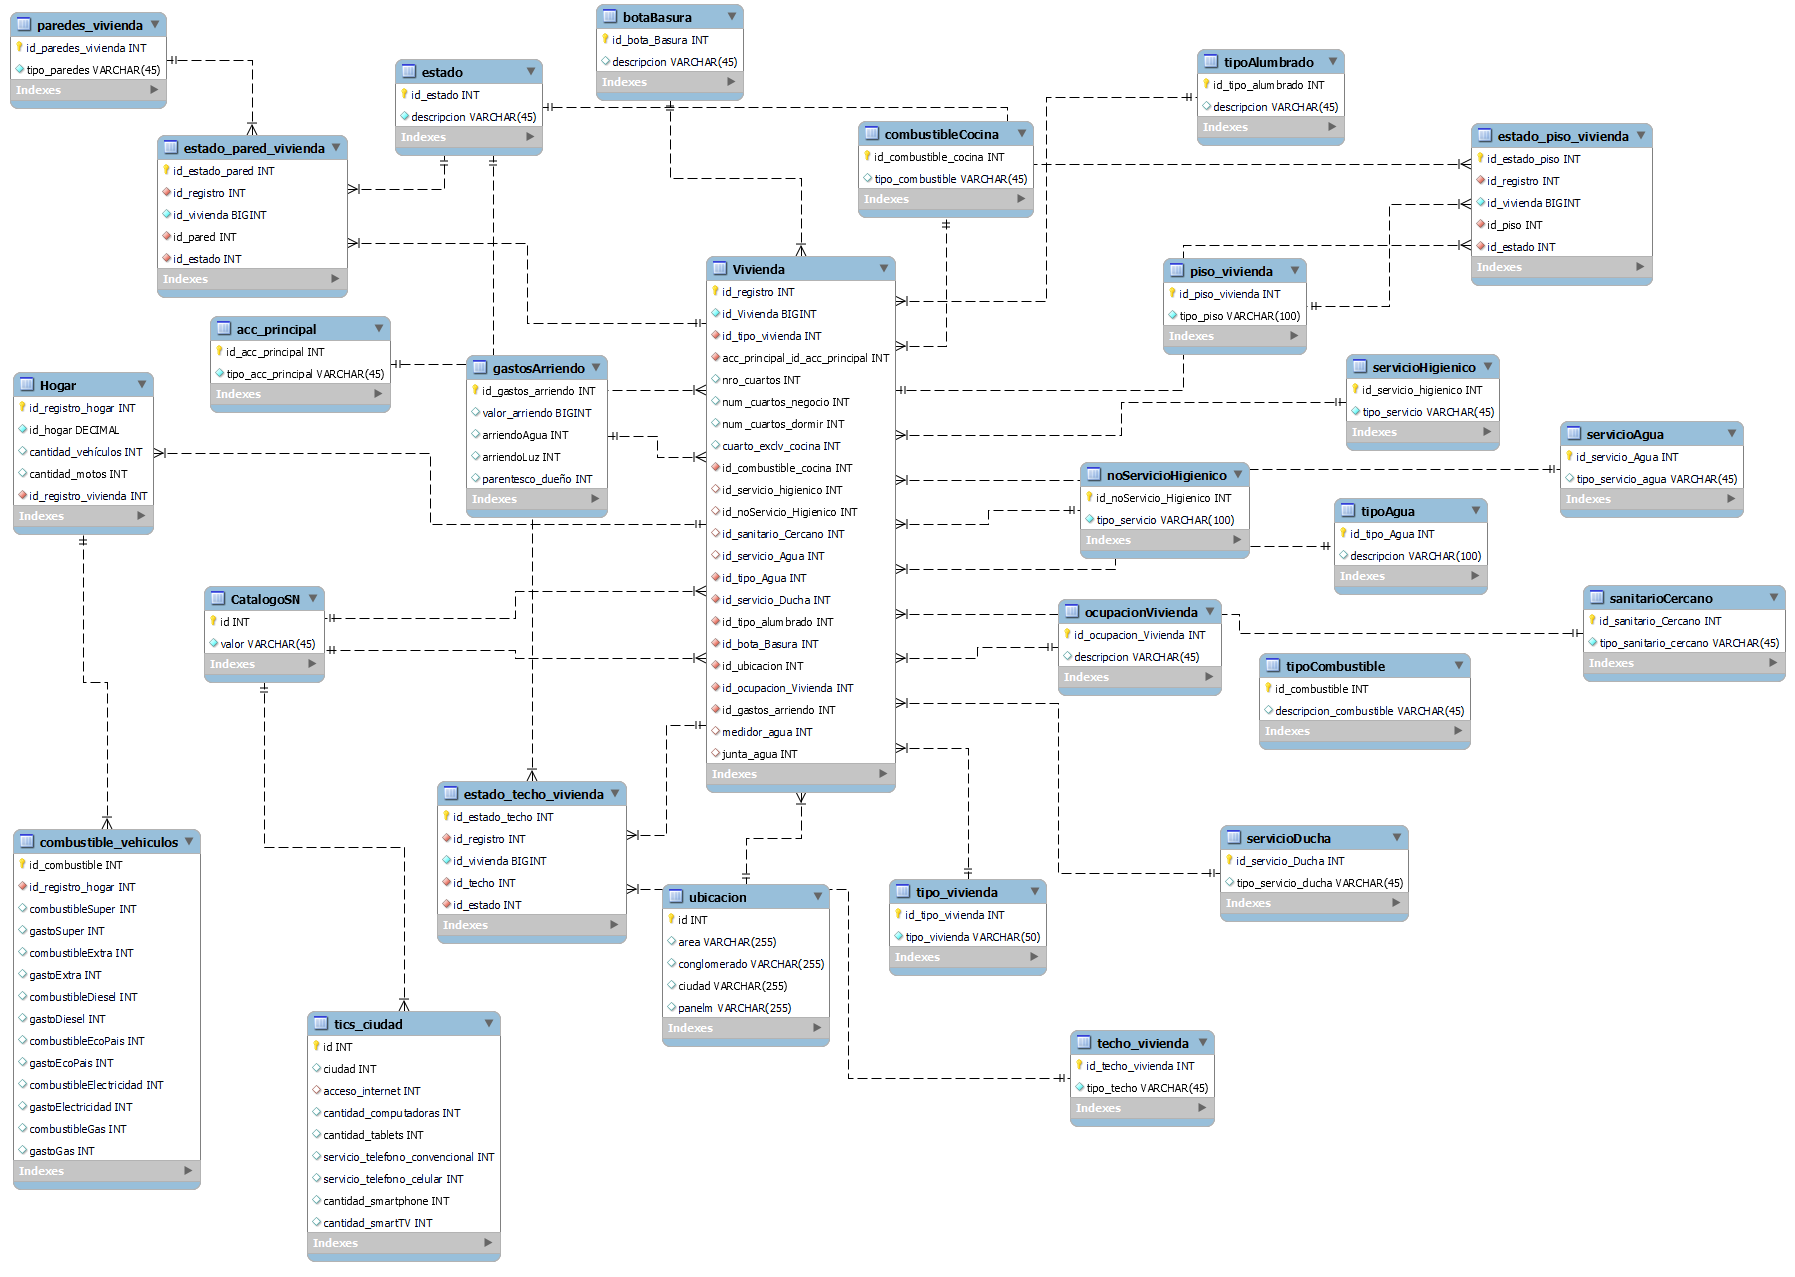 paredes_vivienda
id_paredes_vivienda INT
tipo_paredes VARCHAR(45)
Indexes
botaBasura
id_bota_Basura INT
descripcion VARCHAR(45)
Indexes
estado
id_estado INT
descripcion VARCHAR(45)
Indexes
tipoAlumbrado
id_tipo_alumbrado INT
descripcion VARCHAR(45)
Indexes
combustibleCocina
id_combustible_cocina INT
tipo_combustible VARCHAR(45)
Indexes
estado_piso_vivienda
id_estado_piso INT
id_registro INT
id_vivienda BIGINT
id_piso INT
id_estado INT
Indexes
estado_pared_vivienda
id_estado_pared INT
id_registro INT
id_vivienda BIGINT
id_pared INT
id_estado INT
Indexes
Vivienda
id_registro INT
id_Vivienda BIGINT
id_tipo_vivienda INT
acc_principal_id_acc_principal INT
nro_cuartos INT
num_cuartos_negocio INT
num_cuartos_dormir INT
cuarto_exclv_cocina INT
id_combustible_cocina INT
id_servicio_higienico INT
id_noServicio_Higienico INT
id_sanitario_Cercano INT
id_servicio_Agua INT
id_tipo_Agua INT
id_servicio_Ducha INT
id_tipo_alumbrado INT
id_bota_Basura INT
id_ubicacion INT
id_ocupacion_Vivienda INT
id_gastos_arriendo INT
medidor_agua INT
junta_agua INT
Indexes
piso_vivienda
id_piso_vivienda INT
tipo_piso VARCHAR(100)
Indexes
acc_principal
id_acc_principal INT
tipo_acc_principal VARCHAR(45)
Indexes
gastosArriendo
id_gastos_arriendo INT
valor_arriendo BIGINT
arriendoAgua INT
arriendoLuz INT
parentesco_dueño INT
Indexes
servicioHigienico
id_servicio_higienico INT
tipo_servicio VARCHAR(45)
Indexes
Hogar
id_registro_hogar INT
id_hogar DECIMAL
cantidad_vehículos INT
cantidad_motos INT
id_registro_vivienda INT
Indexes
servicioAgua
id_servicio_Agua INT
tipo_servicio_agua VARCHAR(45)
Indexes
noServicioHigienico
id_noServicio_Higienico INT
tipo_servicio VARCHAR(100)
Indexes
tipoAgua
id_tipo_Agua INT
descripcion VARCHAR(100)
Indexes
CatalogoSN
id INT
valor VARCHAR(45)
Indexes
ocupacionVivienda
id_ocupacion_Vivienda INT
descripcion VARCHAR(45)
Indexes
sanitarioCercano
id_sanitario_Cercano INT
tipo_sanitario_cercano VARCHAR(45)
Indexes
tipoCombustible
id_combustible INT
descripcion_combustible VARCHAR(45)
Indexes
estado_techo_vivienda
id_estado_techo INT
id_registro INT
id_vivienda BIGINT
id_techo INT
id_estado INT
Indexes
combustible_vehiculos
id_combustible INT
id_registro_hogar INT
combustibleSuper INT
gastoSuper INT
combustibleExtra INT
gastoExtra INT
combustibleDiesel INT
gastoDiesel INT
combustibleEcoPais INT
gastoEcoPais INT
combustibleElectricidad INT
gastoElectricidad INT
combustibleGas INT
gastoGas INT
Indexes
servicioDucha
id_servicio_Ducha INT
tipo_servicio_ducha VARCHAR(45)
Indexes
ubicacion
id INT
area VARCHAR(255)
conglomerado VARCHAR(255)
ciudad VARCHAR(255)
panelm VARCHAR(255)
Indexes
tipo_vivienda
id_tipo_vivienda INT
tipo_vivienda VARCHAR(50)
Indexes
tics_ciudad
id INT
ciudad INT
acceso_internet INT
cantidad_computadoras INT
cantidad_tablets INT
servicio_telefono_convencional INT
servicio_telefono_celular INT
cantidad_smartphone INT
cantidad_smartTV INT
Indexes
techo_vivienda
id_techo_vivienda INT
tipo_techo VARCHAR(45)
Indexes